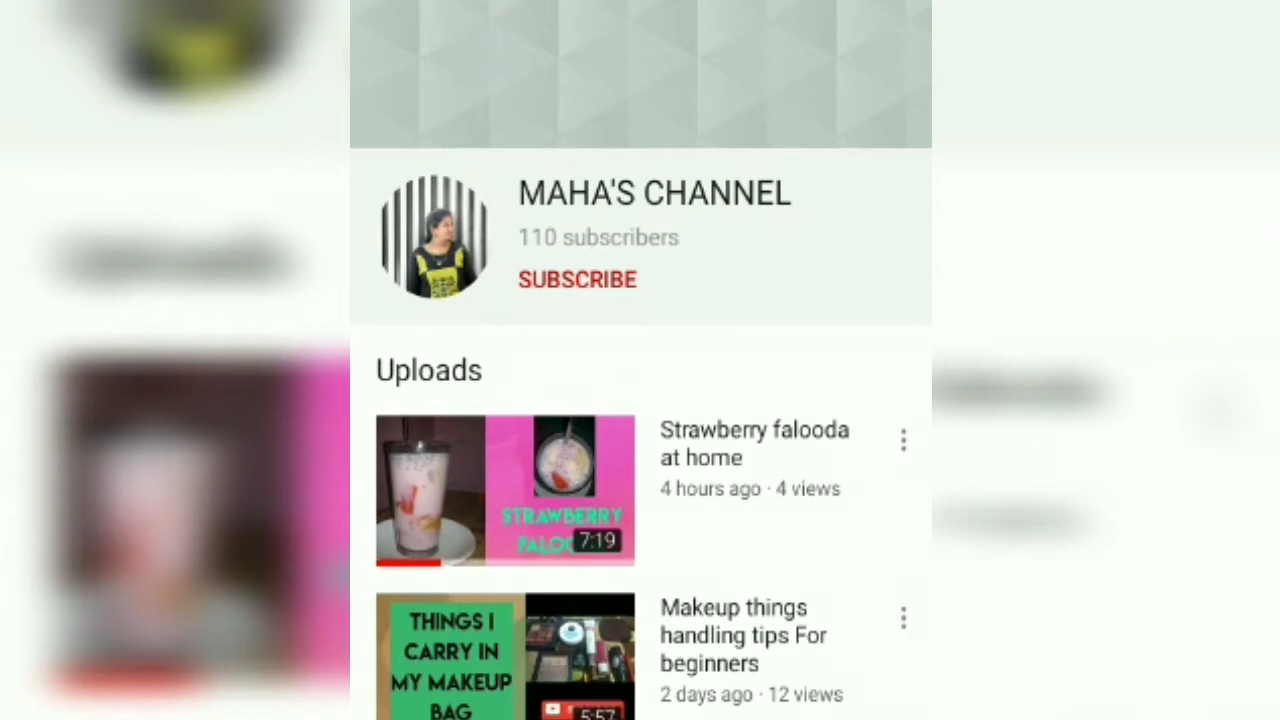 MAHA'S CHANNEL
110 subscribers
SUBSCRIBE
Uploads
STRAWBERRY
7:19
Strawberry falooda
at home
4 hours ago · 4 views
THINGS I
CARRY IN
MY MAKEUP
BAG
5:57
Makeup things
handling tips For
beginners
2 days ago · 12 views